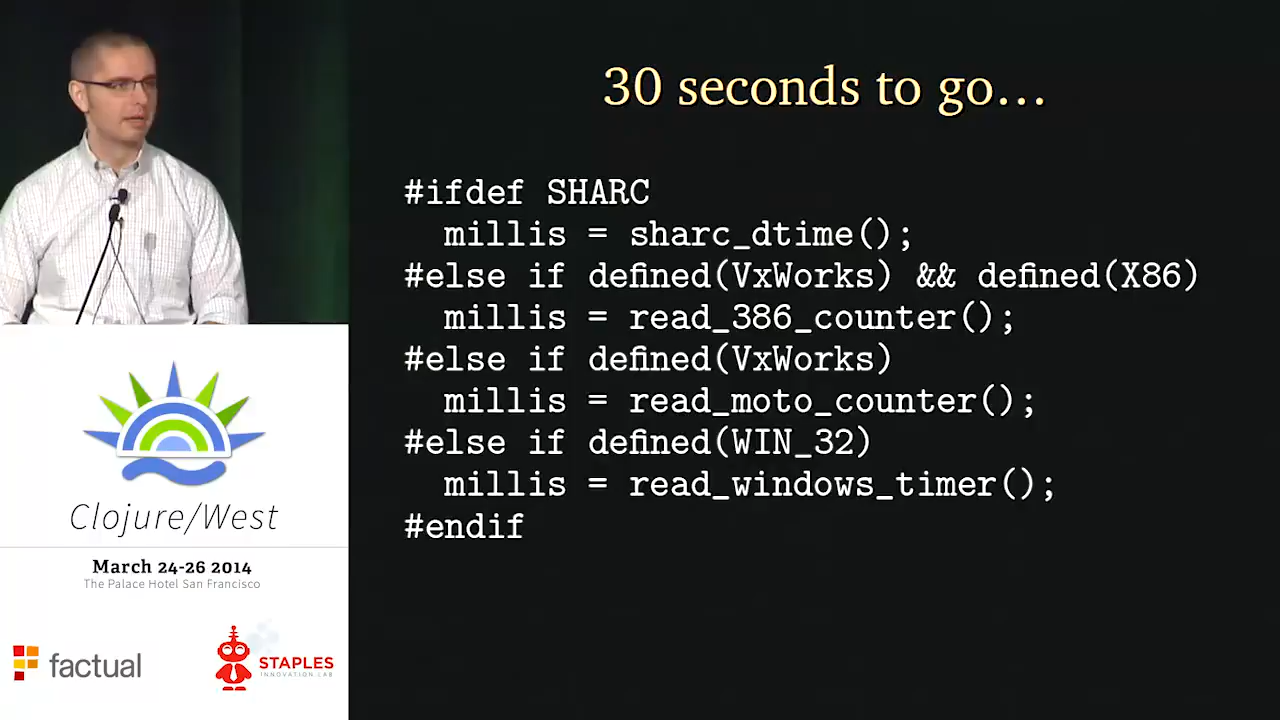 30 seconds to go…
#ifdef SHARC
millis = sharc_dtime();
#else if defined(VxWorks) && defined(X86)
millis = read_386_counter();
#else if defined(VxWorks)
millis = read_moto_counter();
#else if defined(WIN_32)
millis = read_windows_timer();
#endif
Clojure/West
March 24-26 2014
The Palace Hotel San Francisco
factual
STAPLES
INNOVATION LAB